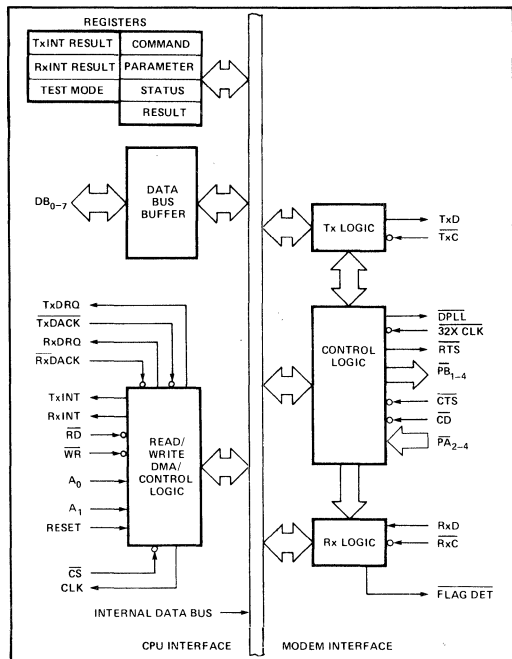 REGISTERS
TxINT RESULT COMMAND
RxINT RESULT PARAMETER
TEST MODE STATUS
RESULT
DB0-7
DATA
BUS
BUFFER
TxDRQ
TxDACK
RxDRQ
RxDACK
TxINT
RxINT
RD
WR
A0
A1
RESET
CS
CLK
READ/
WRITE
DMA/
CONTROL
LOGIC
INTERNAL DATA BUS
CPU INTERFACE
Tx LOGIC
TxD
TxC
CONTROL
LOGIC
DPLL
32X CLK
RTS
PB1-4
CTS
CD
PA2-4
Rx LOGIC
RxD
RxC
FLAG DET
MODEM INTERFACE